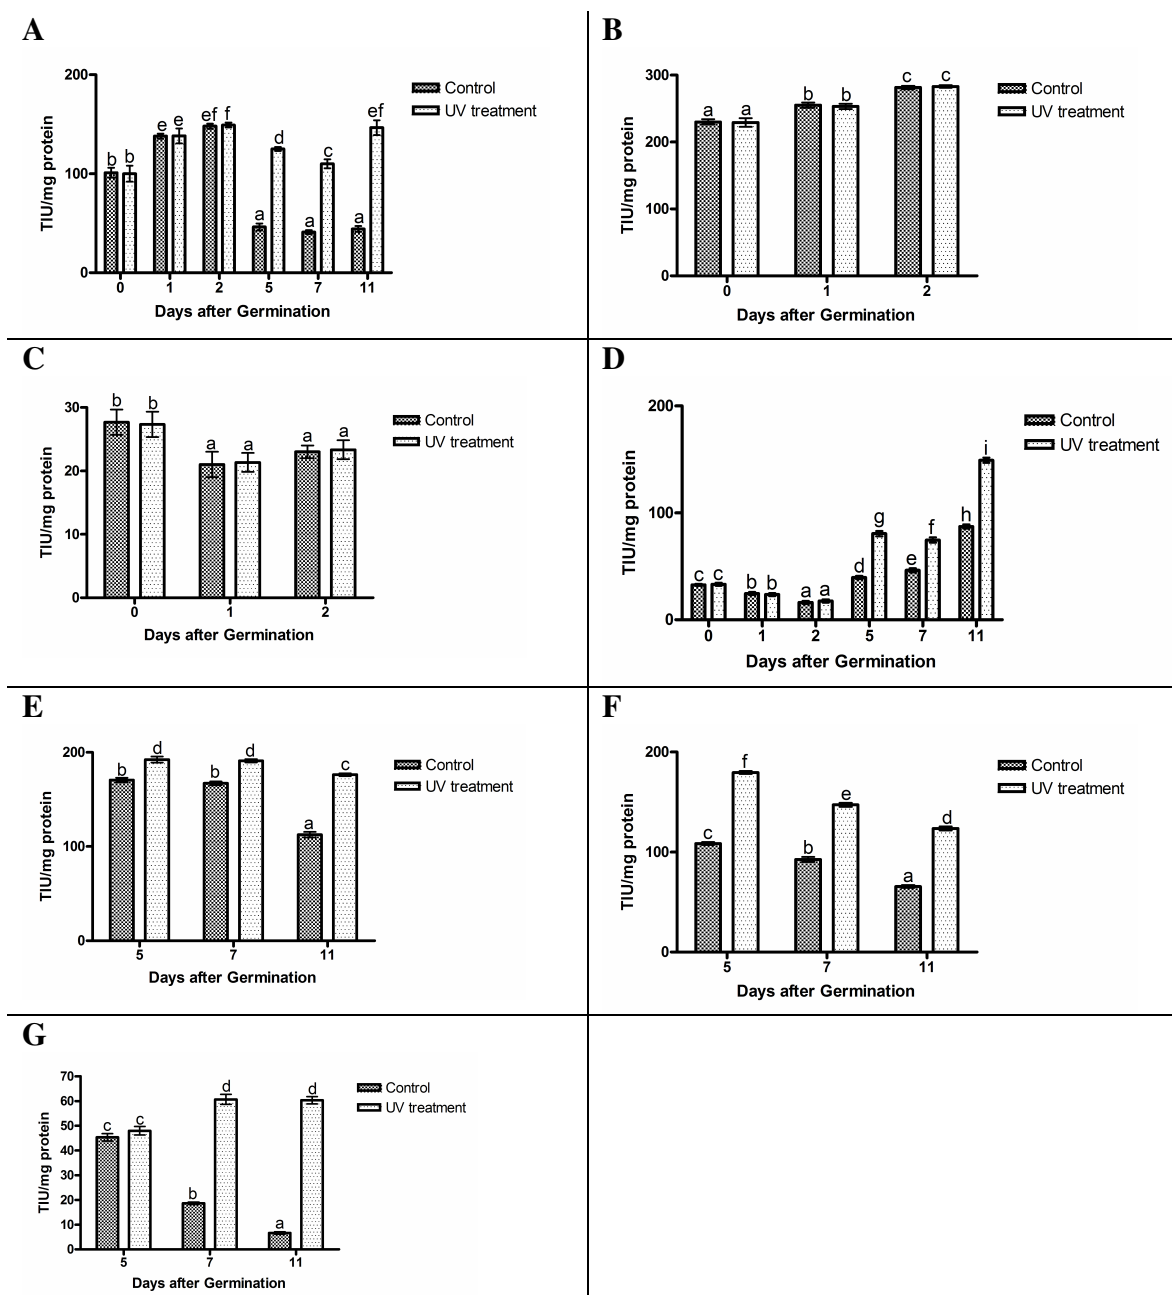 A
TIU/mg protein
200
100
0
b b e e ef f a d a c a ef
0 1 2 5 7 11
Days after Germination
Control
UV treatment
B
TIU/mg protein
300
200
100
0
a a b b c c
0 1 2
Days after Germination
Control
UV treatment
C
TIU/mg protein
30
20
10
0
b b a a a a
0 1 2
Days after Germination
Control
UV treatment
D
TIU/mg protein
200
100
0
c c b b a a d g e f h i
0 1 2 5 7 11
Days after Germination
Control
UV treatment
E
TIU/mg protein
200
100
0
b d b d a c
5 7 11
Days after Germination
Control
UV treatment
F
TIU/mg protein
200
100
0
c f b e a d
5 7 11
Days after Germination
Control
UV treatment
G
TIU/mg protein
70
60
50
40
30
20
10
0
c c b d a d
5 7 11
Days after Germination
Control
UV treatment